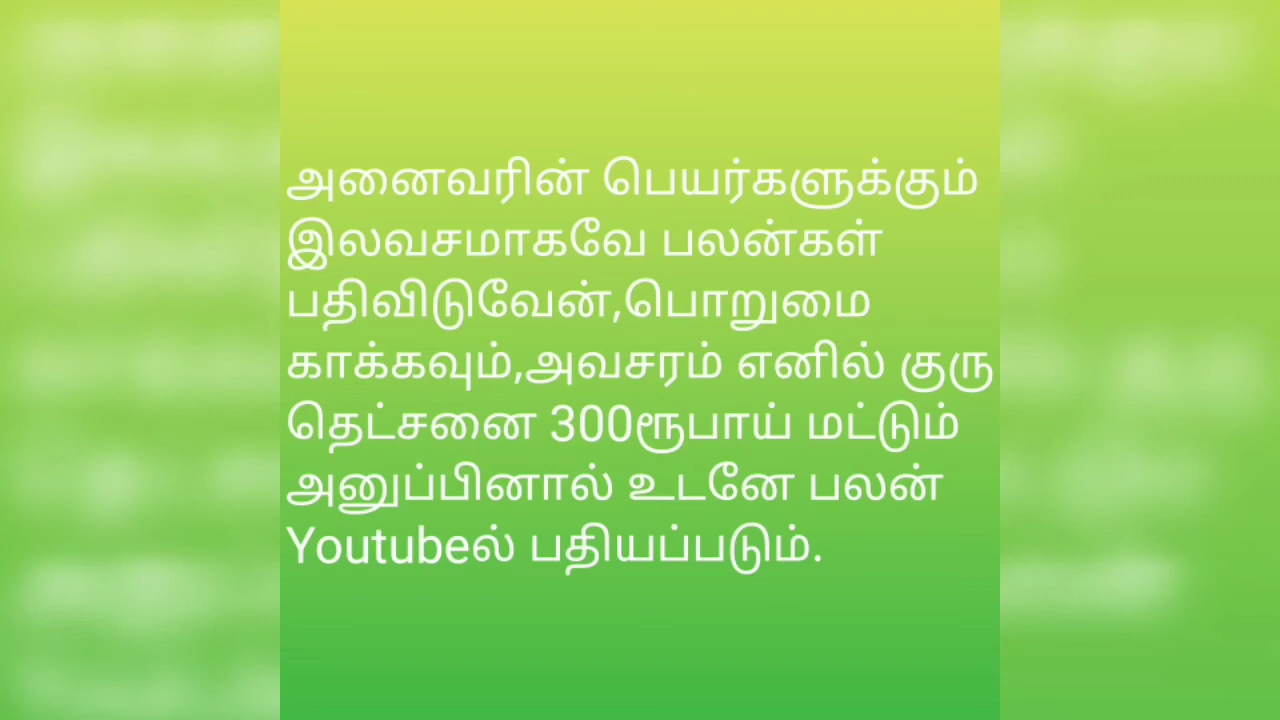 அனைவரின் பெயர்களுக்கும்
இலவசமாகவே பலன்கள்
பதிவிடுவேன்,பொறுமை
காக்கவும்,அவசரம் எனில் குரு
தெட்சனை 300ரூபாய் மட்டும்
அனுப்பினால் உடனே பலன்
Youtubeல் பதியப்படும்.